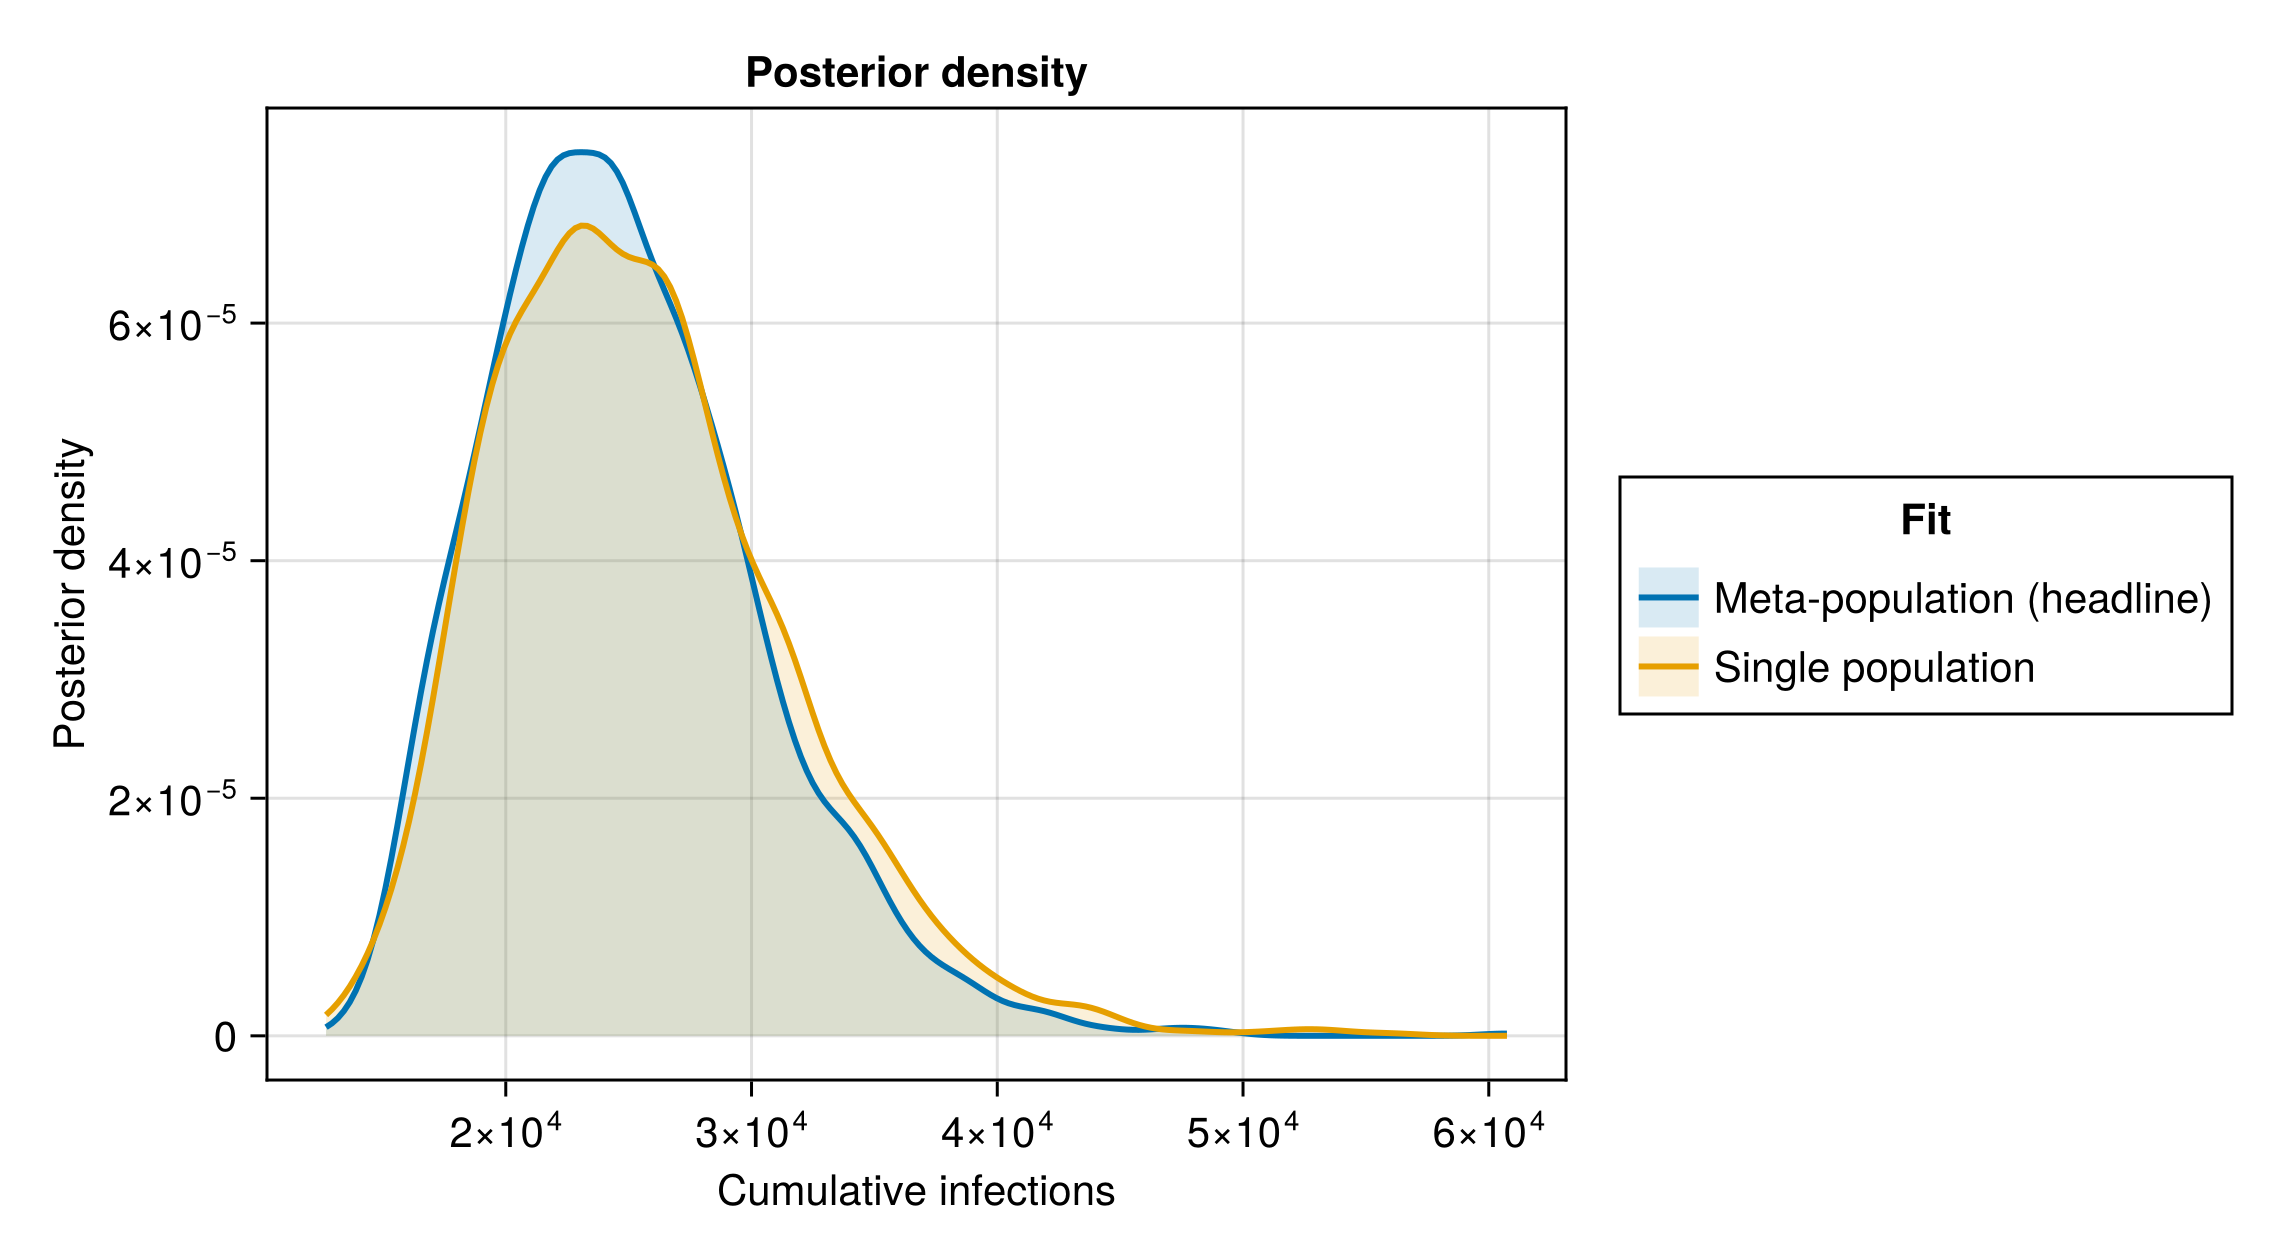 Posterior density
Posterior density
6×10⁻⁵
4×10⁻⁵
2×10⁻⁵
0
2×10⁴
3×10⁴
4×10⁴
5×10⁴
6×10⁴
Cumulative infections
Fit
Meta-population (headline)
Single population